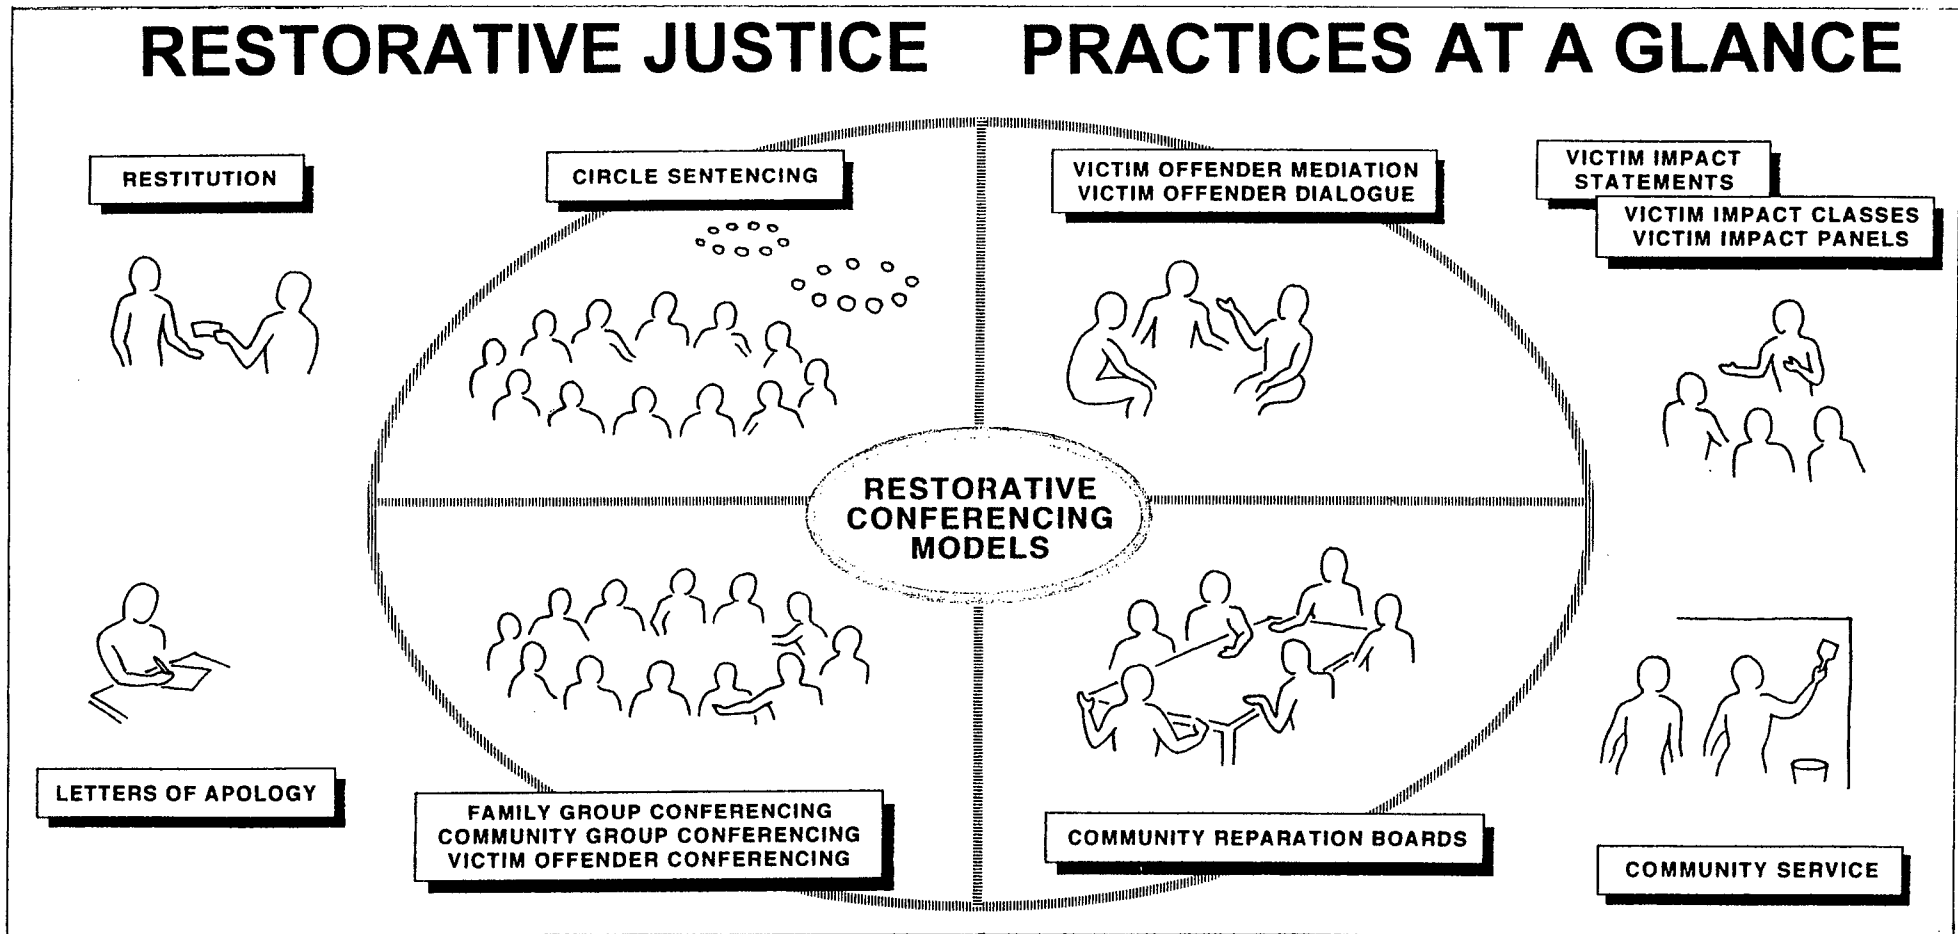 RESTORATIVE JUSTICE PRACTICES AT A GLANCE
RESTITUTION
CIRCLE SENTENCING
VICTIM OFFENDER MEDIATION
VICTIM OFFENDER DIALOGUE
VICTIM IMPACT
STATEMENTS
VICTIM IMPACT CLASSES
VICTIM IMPACT PANELS
RESTORATIVE
CONFERENCING
MODELS
LETTERS OF APOLOGY
FAMILY GROUP CONFERENCING
COMMUNITY GROUP CONFERENCING
VICTIM OFFENDER CONFERENCING
COMMUNITY REPARATION BOARDS
COMMUNITY SERVICE